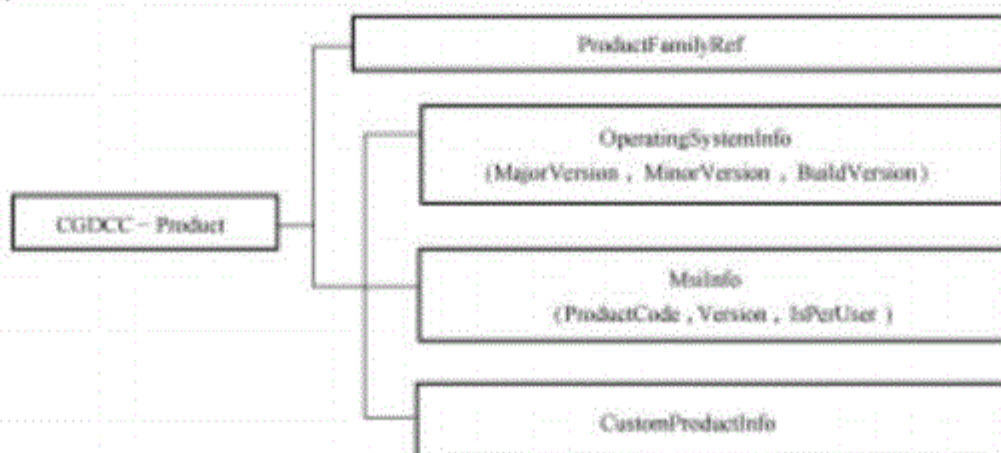 ProductFamilyRef
OperatingSystemInfo
(MajorVersion , MinorVersion , BuildVersion)
CGDCC - Product
MsiInfo
(ProductCode , Version , IsPerUser )
CustomProductInfo